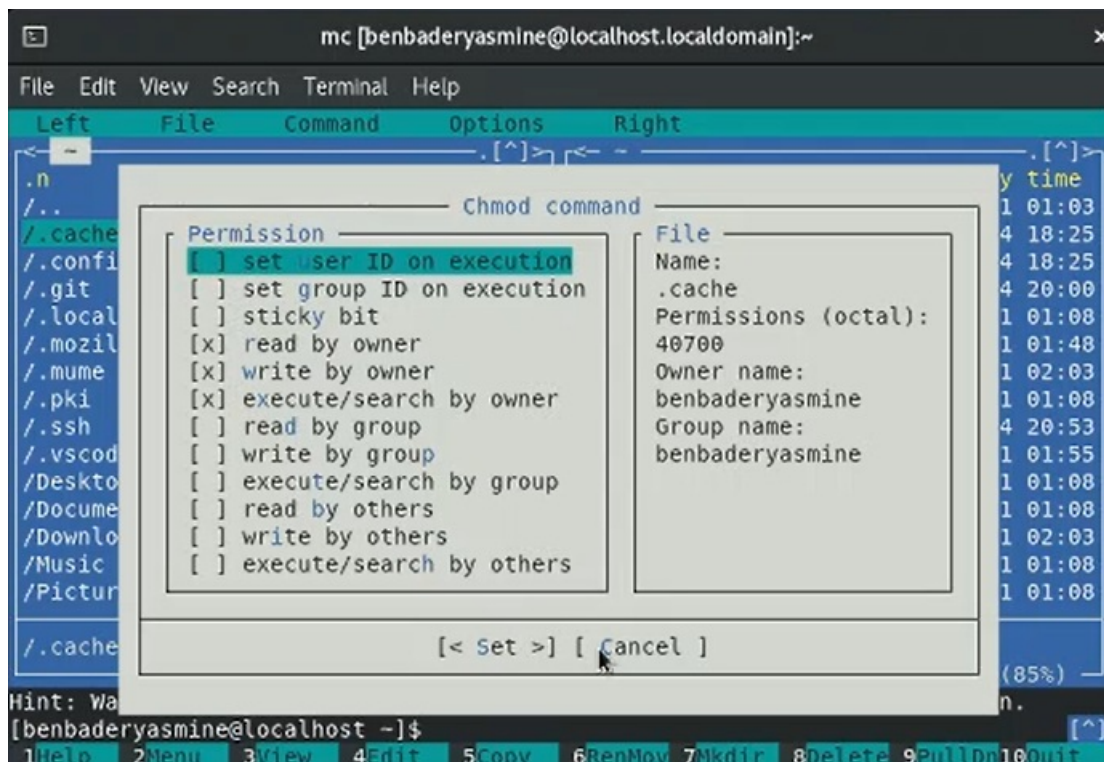 mc [benbaderyasmine@localhost.localdomain]:~
File Edit View Search Terminal Help
Left File Command Options Right
<- ~ .[^]> <- ~ .[^]>
.n y time
/.. 1 01:03
/.cache 4 18:25
/.confi 4 18:25
/.git 4 20:00
/.local 1 01:08
/.mozil 1 01:48
/.mume 1 02:03
/.pki 1 01:08
/.ssh 4 20:53
/.vscod 1 01:55
/Deskto 1 01:08
/Docume 1 01:08
/Downlo 1 02:03
/Music 1 01:08
/Pictur 1 01:08
/.cache
(85%)
Chmod command
Permission
[ ] set user ID on execution
[ ] set group ID on execution
[ ] sticky bit
[x] read by owner
[x] write by owner
[x] execute/search by owner
[ ] read by group
[ ] write by group
[ ] execute/search by group
[ ] read by others
[ ] write by others
[ ] execute/search by others
File
Name:
.cache
Permissions (octal):
40700
Owner name:
benbaderyasmine
Group name:
benbaderyasmine
[< Set >] [ Cancel ]
Hint: Wa n.
[benbaderyasmine@localhost ~]$ [^]
1Help 2Menu 3View 4Edit 5Copy 6RenMov 7Mkdir 8Delete 9PullDn 10Quit